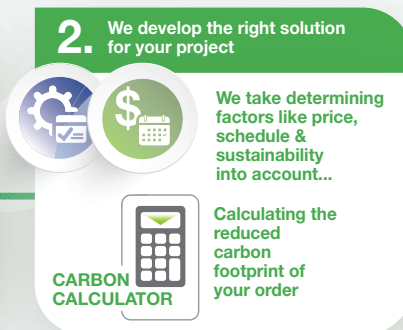 2. We develop the right solution
for your project
$
We take determining
factors like price,
schedule &
sustainability
into account...
Calculating the
reduced
carbon
footprint of
your order
CARBON
CALCULATOR